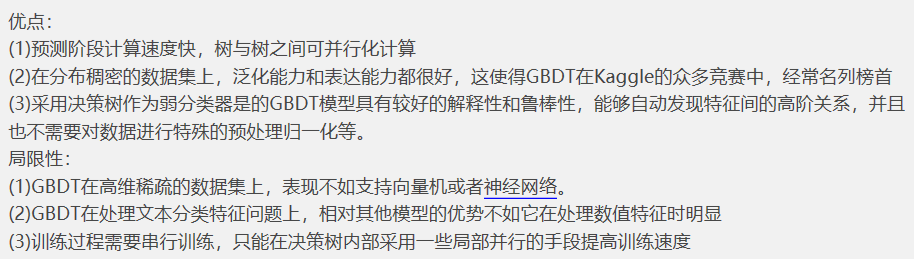 优点：
(1)预测阶段计算速度快，树与树之间可并行化计算
(2)在分布稠密的数据集上，泛化能力和表达能力都很好，这使得GBDT在Kaggle的众多竞赛中，经常名列榜首
(3)采用决策树作为弱分类器是的GBDT模型具有较好的解释性和鲁棒性，能够自动发现特征间的高阶关系，并且
也不需要对数据进行特殊的预处理归一化等。
局限性：
(1)GBDT在高维稀疏的数据集上，表现不如支持向量机或者神经网络。
(2)GBDT在处理文本分类特征问题上，相对其他模型的优势不如它在处理数值特征时明显
(3)训练过程需要串行训练，只能在决策树内部采用一些局部并行的手段提高训练速度